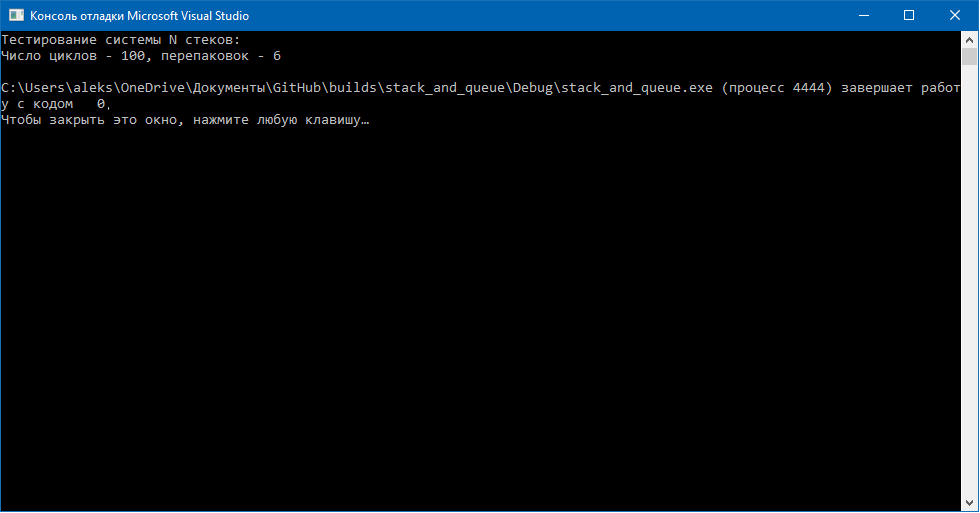 Консоль отладки Microsoft Visual Studio
Тестирование системы N стеков:
Число циклов - 100, перепаковок - 6
C:\Users\aleks\OneDrive\Документы\GitHub\builds\stack_and_queue\Debug\stack_and_queue.exe (процесс 4444) завершает работ
у с кодом   0.
Чтобы закрыть это окно, нажмите любую клавишу…